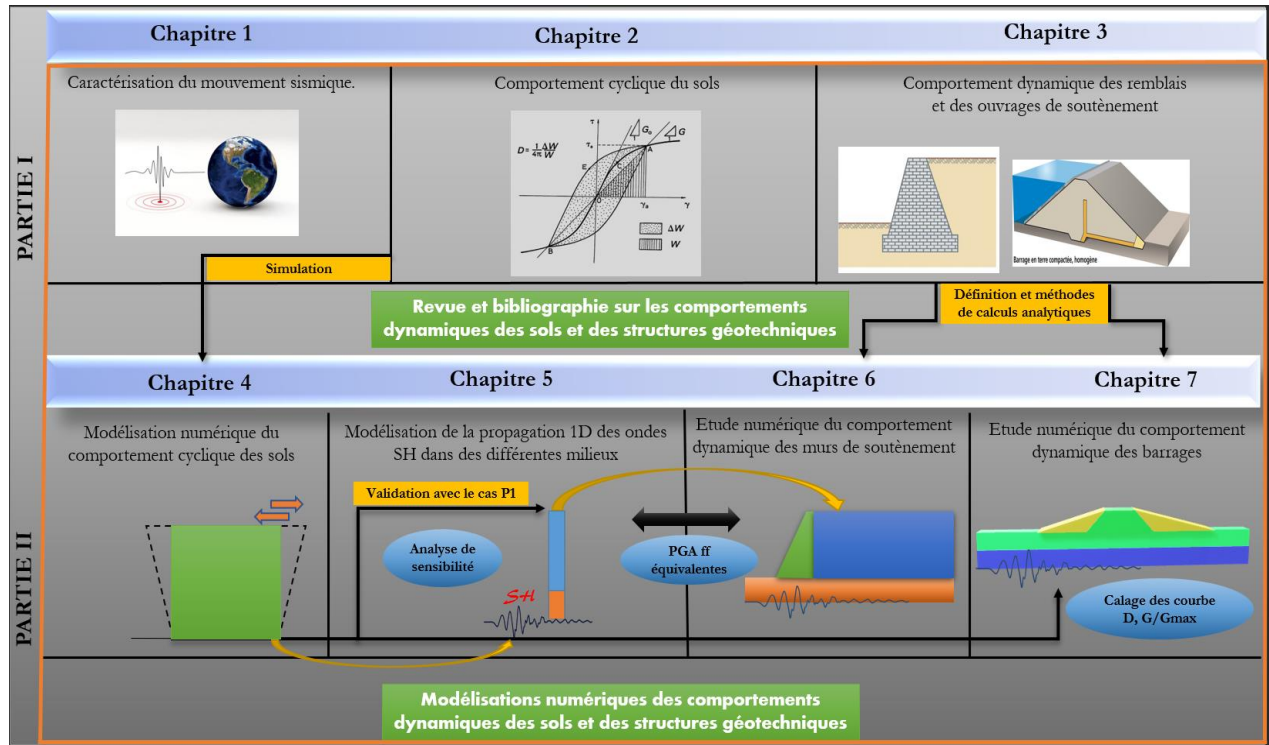 Chapitre 1
Chapitre 2
Chapitre 3
PARTIE I
Caractérisation du mouvement sismique.
Comportement cyclique du sols
Comportement dynamique des remblais
et des ouvrages de soutènement
D = 1/4π ΔW/W
τ
G₀
G
τₐ
A
C
E
O
γₐ
γ
B
ΔW
W
Barrage en terre compactée, homogène
Simulation
Définition et méthodes
de calculs analytiques
Revue et bibliographie sur les comportements
dynamiques des sols et des structures géotechniques
Chapitre 4
Chapitre 5
Chapitre 6
Chapitre 7
PARTIE II
Modélisation numérique du
comportement cyclique des sols
Modélisation de la propagation 1D des ondes
SH dans des différentes milieu
Etude numérique du comportement
dynamique des murs de soutènement
Etude numérique du comportement
dynamique des barrages
Validation avec le cas P1
Analyse de
sensibilité
SH
PGA ff
équivalentes
Calage des courbe
D, G/Gmax
Modélisations numériques des comportements
dynamiques des sols et des structures géotechniques